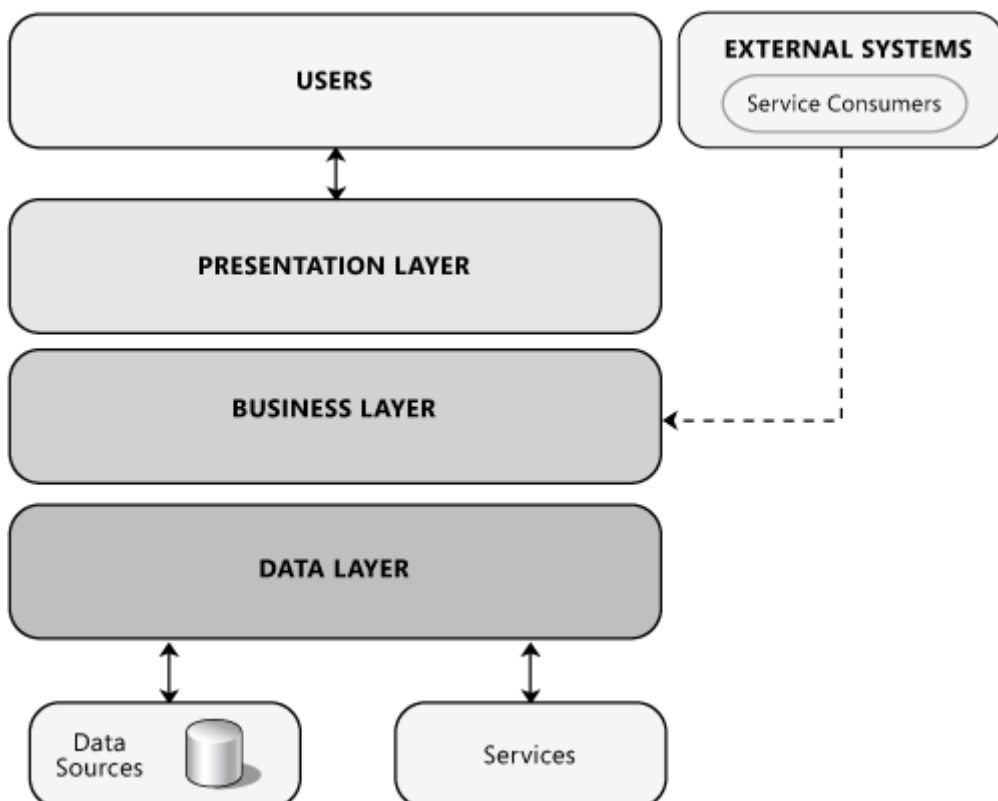 USERS
EXTERNAL SYSTEMS
Service Consumers
PRESENTATION LAYER
BUSINESS LAYER
DATA LAYER
Data
Sources
Services